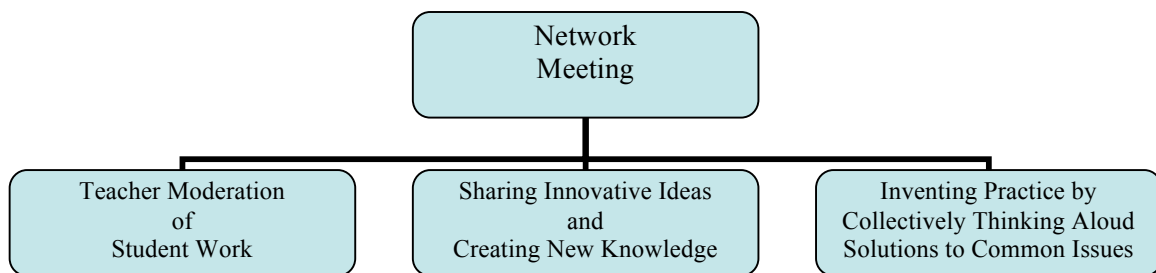 Network
Meeting
Teacher Moderation
of
Student Work
Sharing Innovative Ideas
and
Creating New Knowledge
Inventing Practice by
Collectively Thinking Aloud
Solutions to Common Issues